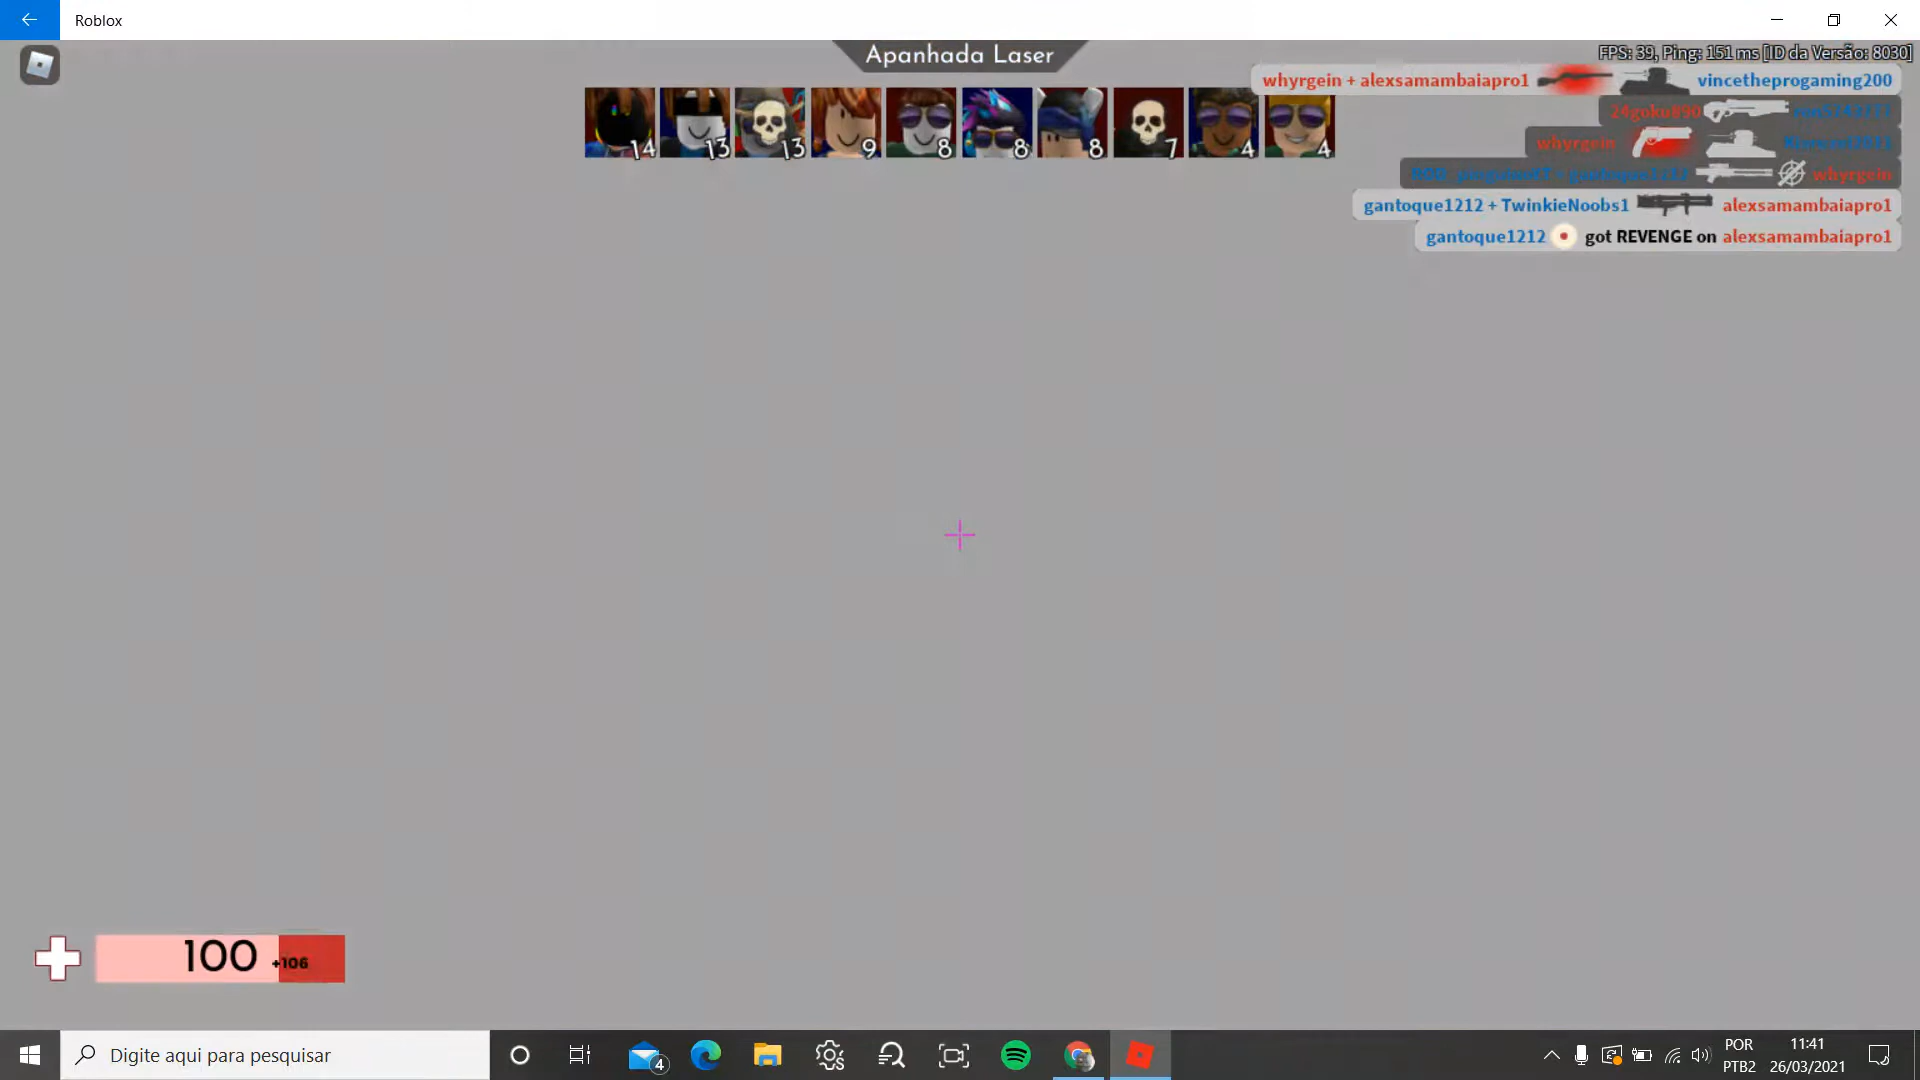 Roblox
Apanhada Laser
FPS: 39, Ping: 151 ms [ID da Versão: 8030]
whyrgein + alexsamambaiapro1 vincetheprogaming200
24goku890
whyrgein
whyrgein
gantoque1212 + TwinkieNoobs1 alexsamambaiapro1
gantoque1212 got REVENGE on alexsamambaiapro1
14 13 13 9 8 8 8 7 4 4
100 +106
Digite aqui para pesquisar
4
POR
PTB2
11:41
26/03/2021